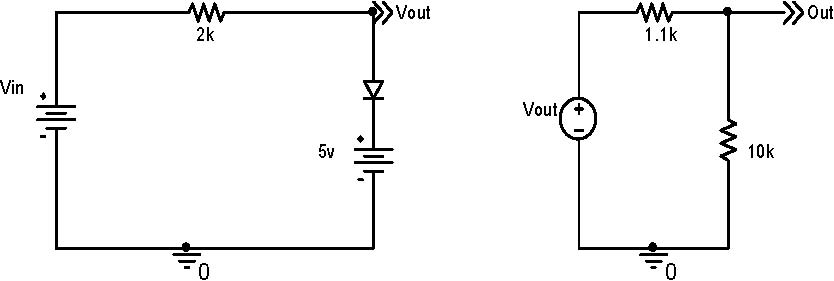 Vout
2k
Vin
+
-
5v
+
-
0
Out
1.1k
Vout
+
-
10k
0